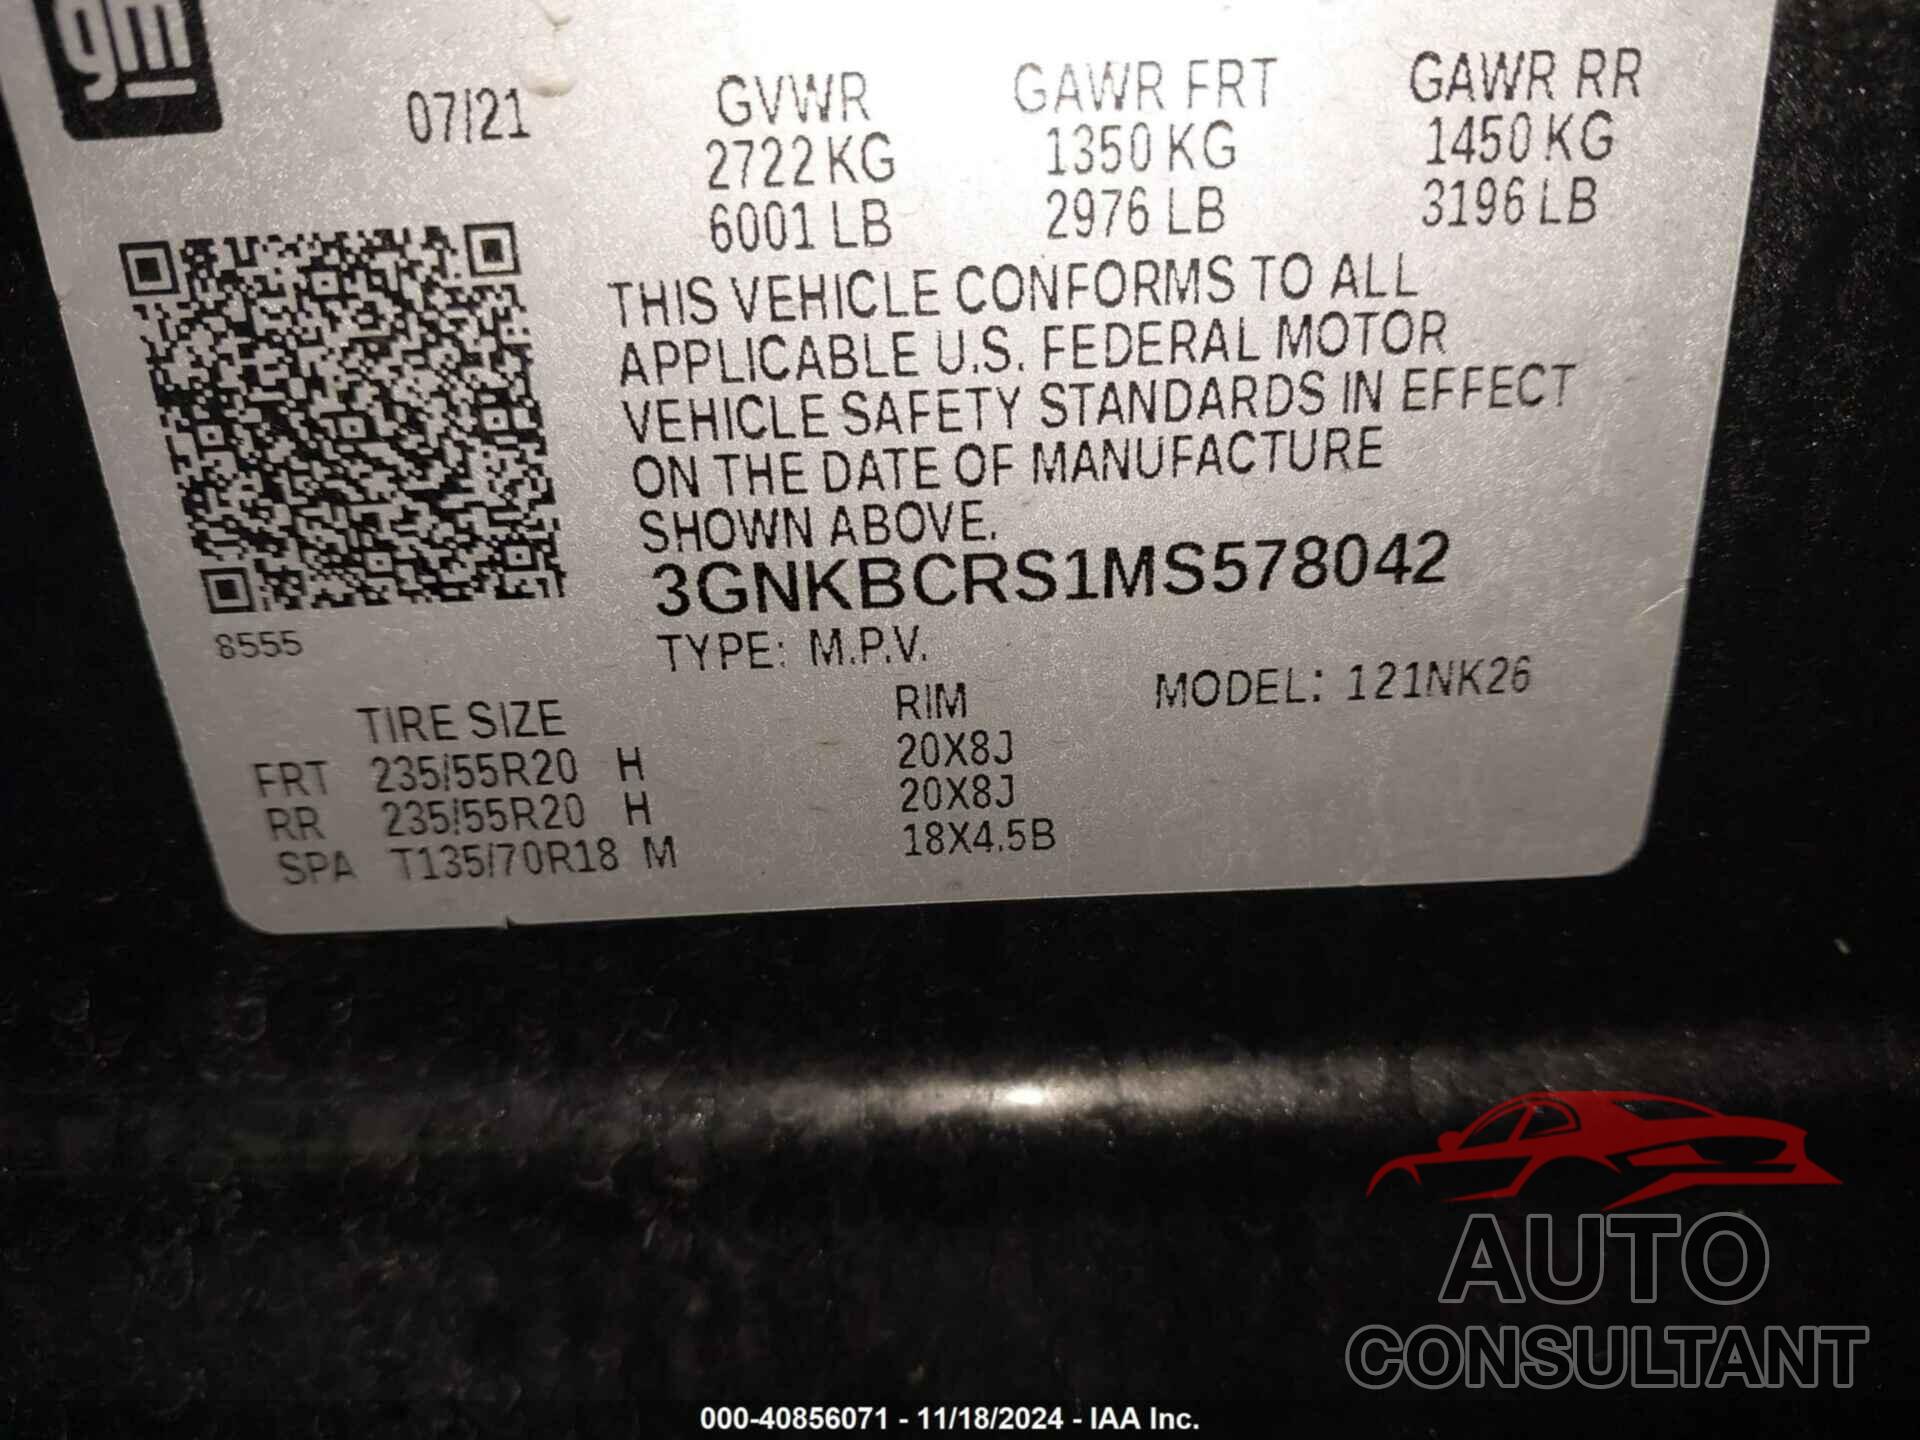 gm
07/21
GVWR GAWR FRT GAWR RR
2722 KG 1350 KG 1450 KG
6001 LB 2976 LB 3196 LB
THIS VEHICLE CONFORMS TO ALL
APPLICABLE U.S. FEDERAL MOTOR
VEHICLE SAFETY STANDARDS IN EFFECT
ON THE DATE OF MANUFACTURE
SHOWN ABOVE.
3GNKBCRS1MS578042
8555
TYPE: M.P.V.
MODEL: 121NK26
TIRE SIZE RIM
FRT 235/55R20 H 20X8J
RR 235/55R20 H 20X8J
SPA T135/70R18 M 18X4.5B
AUTO
CONSULTANT
000-40856071 - 11/18/2024 - IAA Inc.